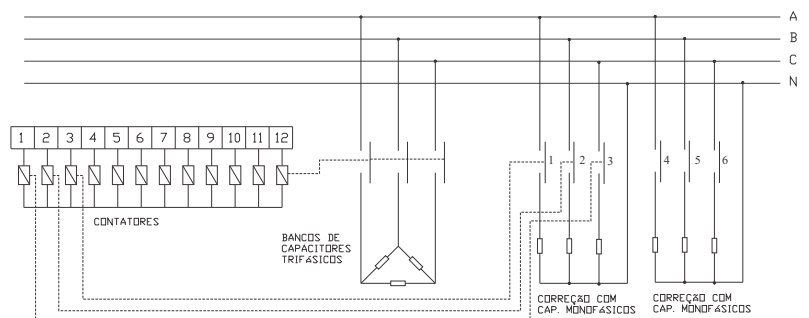 A
B
C
N
1 2 3 4 5 6 7 8 9 10 11 12
1 2 3 4 5 6
CONTATORES
BANCOS DE
CAPACITORES
TRIFáSICOS
CORREÇÃO COM
CAP. MONOFáSICOS
CORREÇÃO COM
CAP. MONOFáSICOS